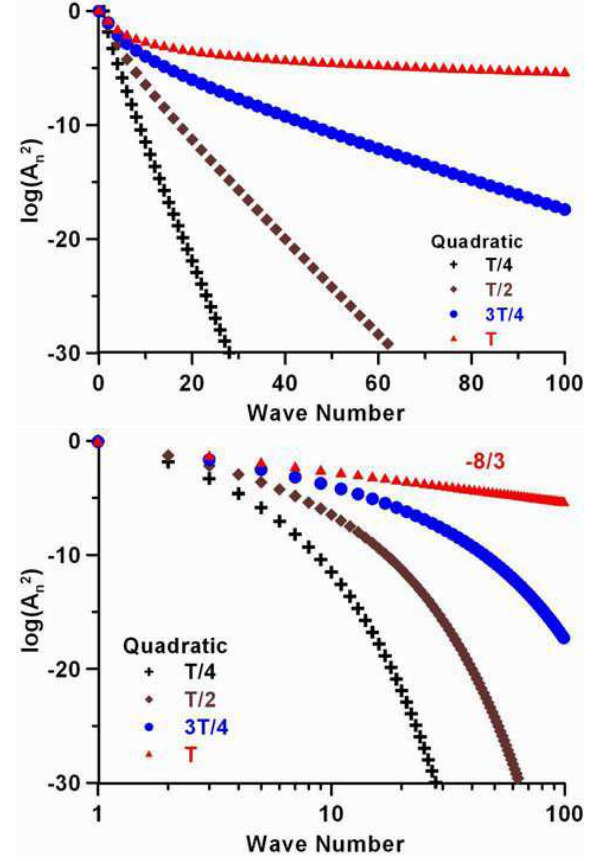 0
-10
-20
-30
log(Aₙ²)
Quadratic
T/4
T/2
3T/4
T
0 20 40 60 80 100
Wave Number
0
-10
-20
-30
log(Aₙ²)
-8/3
Quadratic
T/4
T/2
3T/4
T
1 10 100
Wave Number